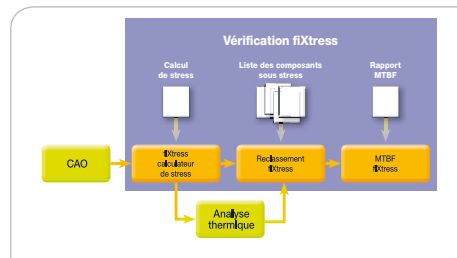 Vérification fiXtress
Calcul
de stress
Liste des composants
sous stress
Rapport
MTBF
CAO
fiXtress
calculateur
de stress
Reclassement
fiXtress
MTBF
fiXtress
Analyse
thermique